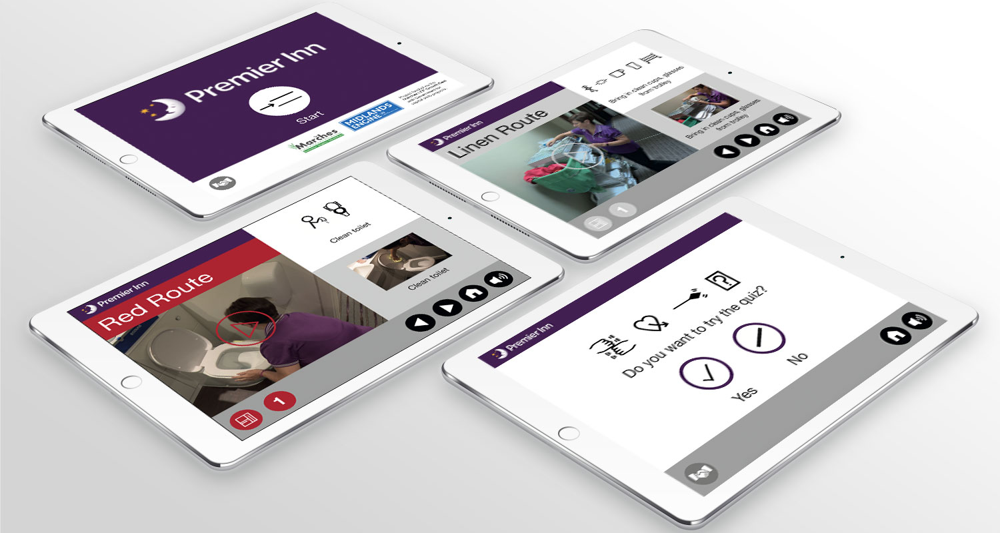 Premier Inn
Start
The
Marches
MIDLANDS
ENGINE
Premier Inn
Linen Route
Bring in clean cups, glasses
from trolley
Bring in clean cups, glasses
from trolley
1
Premier Inn
Red Route
Clean toilet
Clean toilet
1
Premier Inn
?
Do you want to try the quiz?
Yes
No